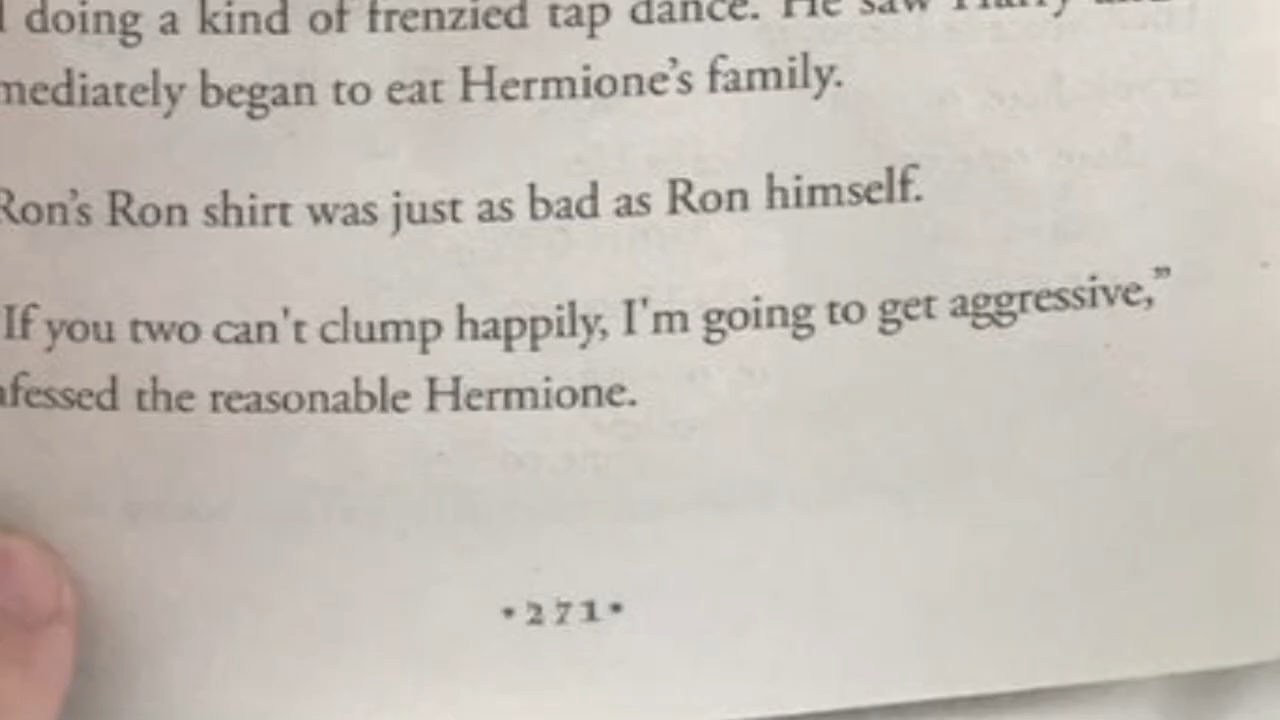 doing a kind of frenzied tap dance. He saw Harry
mediately began to eat Hermione’s family.
Ron’s Ron shirt was just as bad as Ron himself.
If you two can't clump happily, I'm going to get aggressive,”
fessed the reasonable Hermione.
•271•